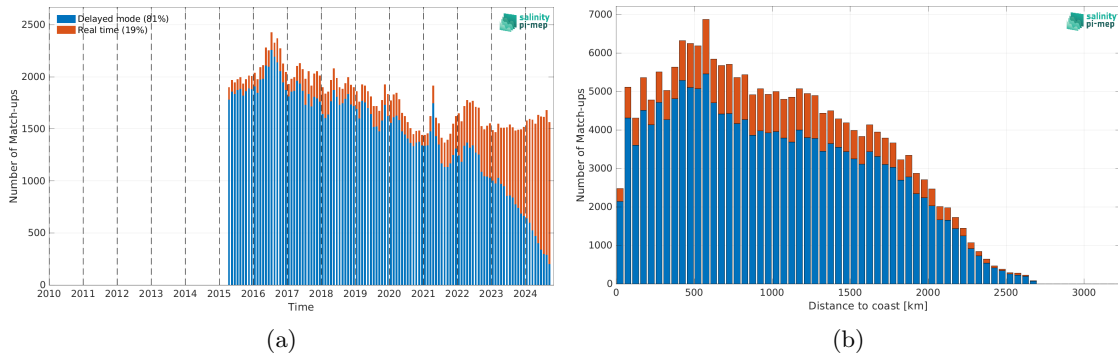 Number of Match-ups
2500
2000
1500
1000
500
0
Delayed mode (81%)
Real time (19%)
salinity
pi-mep
2010 2011 2012 2013 2014 2015 2016 2017 2018 2019 2020 2021 2022 2023 2024
Time
(a)
Number of Match-ups
7000
6000
5000
4000
3000
2000
1000
0
salinity
pi-mep
0 500 1000 1500 2000 2500 3000
Distance to coast [km]
(b)